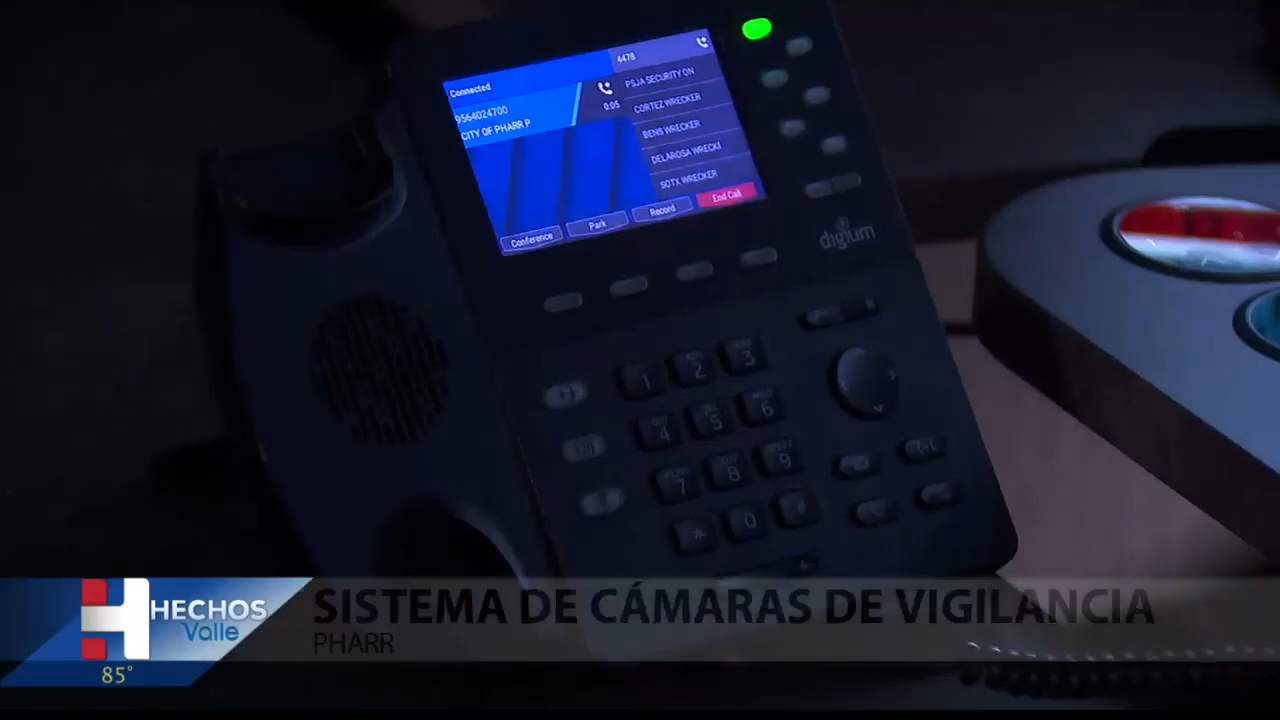 4478
Connected
PSJA SECURITY ON
9564024700
0:05
CORTEZ WRECKER
CITY OF PHARR P
BENS WRECKER
DELAROSA WRECKI
SOTX WRECKER
Conference
Park
Record
End Call
digium
1 2 3
4 5 6
7 8 9
* 0 #
HECHOS
Valle
SISTEMA DE CÁMARAS DE VIGILANCIA
PHARR
85°